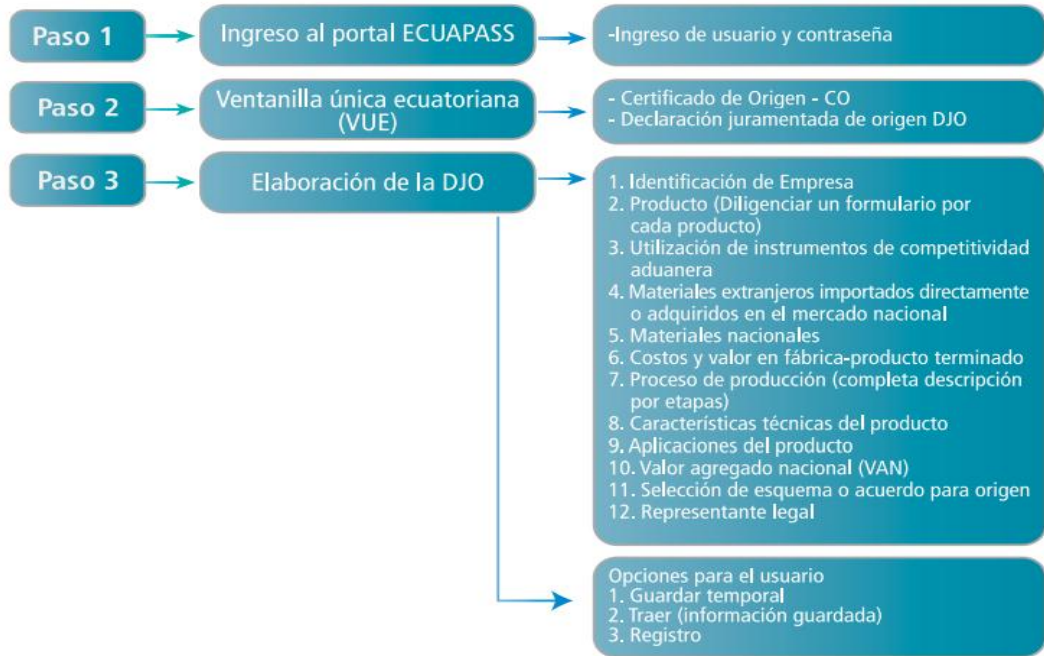 Paso 1
Ingreso al portal ECUAPASS
-Ingreso de usuario y contraseña
Paso 2
Ventanilla única ecuatoriana
(VUE)
- Certificado de Origen - CO
- Declaración juramentada de origen DJO
Paso 3
Elaboración de la DJO
1. Identificación de Empresa
2. Producto (Diligenciar un formulario por
cada producto)
3. Utilización de instrumentos de competitividad
aduanera
4. Materiales extranjeros importados directamente
o adquiridos en el mercado nacional
5. Materiales nacionales
6. Costos y valor en fábrica-producto terminado
7. Proceso de producción (completa descripción
por etapas)
8. Características técnicas del producto
9. Aplicaciones del producto
10. Valor agregado nacional (VAN)
11. Selección de esquema o acuerdo para origen
12. Representante legal
Opciones para el usuario
1. Guardar temporal
2. Traer (información guardada)
3. Registro